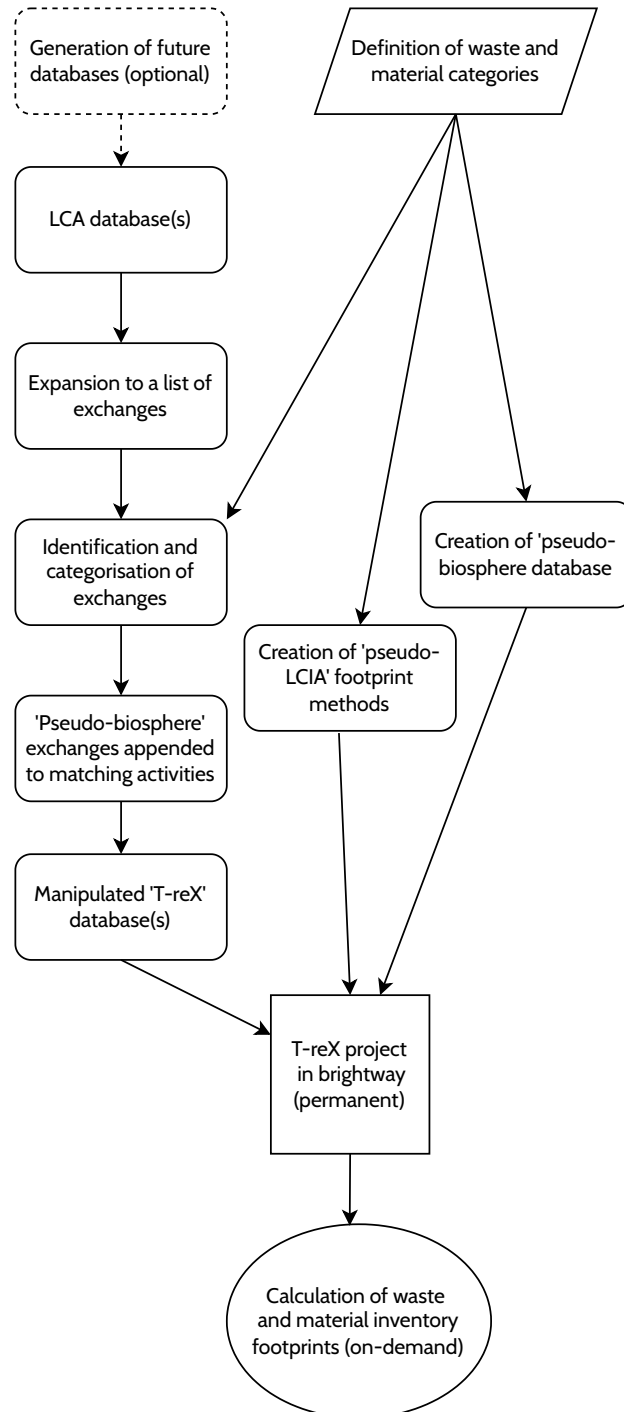 Generation of future
databases (optional)
Definition of waste and
material categories
LCA database(s)
Expansion to a list of
exchanges
Identification and
categorisation of
exchanges
Creation of 'pseudo-
biosphere database
Creation of 'pseudo-
LCIA' footprint
methods
'Pseudo-biosphere'
exchanges appended
to matching activities
Manipulated 'T-reX'
database(s)
T-reX project
in brightway
(permanent)
Calculation of waste
and material inventory
footprints (on-demand)